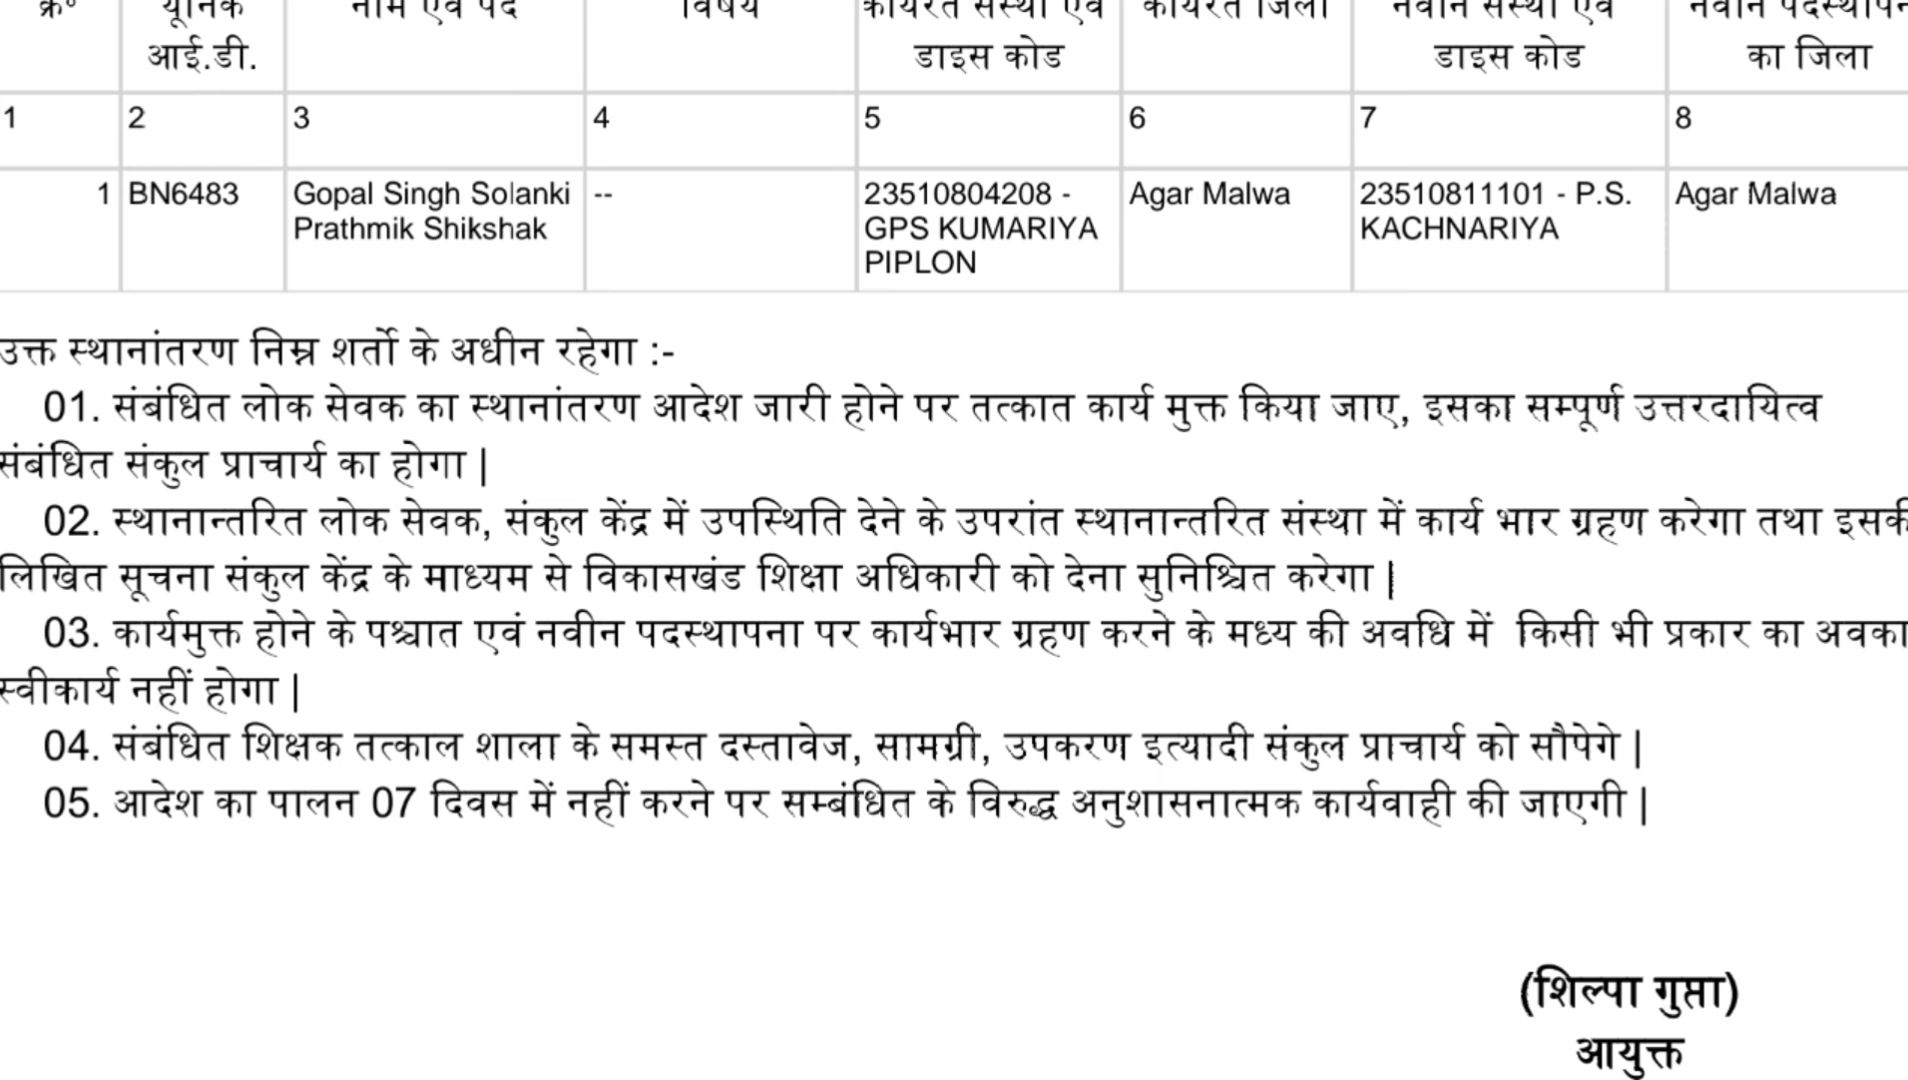 क्र० यूनिक नाम एवं पद विषय कार्यरत संस्था एवं कार्यरत जिला नवीन संस्था एवं नवीन
आई.डी. डाइस कोड डाइस कोड का जिला
1 2 3 4 5 6 7 8
1 BN6483 Gopal Singh Solanki -- 23510804208 - Agar Malwa 23510811101 - P.S. Agar Malwa
Prathmik Shikshak GPS KUMARIYA KACHNARIYA
PIPLON
उक्त स्थानांतरण निम्न शर्तो के अधीन रहेगा :-
01. संबंधित लोक सेवक का स्थानांतरण आदेश जारी होने पर तत्कात कार्य मुक्त किया जाए, इसका सम्पूर्ण उत्तरदायित्व
संबंधित संकुल प्राचार्य का होगा |
02. स्थानान्तरित लोक सेवक, संकुल केंद्र में उपस्थिति देने के उपरांत स्थानान्तरित संस्था में कार्य भार ग्रहण करेगा तथा इसकी
लिखित सूचना संकुल केंद्र के माध्यम से विकासखंड शिक्षा अधिकारी को देना सुनिश्चित करेगा |
03. कार्यमुक्त होने के पश्चात एवं नवीन पदस्थापना पर कार्यभार ग्रहण करने के मध्य की अवधि में किसी भी प्रकार का
स्वीकार्य नहीं होगा |
04. संबंधित शिक्षक तत्काल शाला के समस्त दस्तावेज, सामग्री, उपकरण इत्यादी संकुल प्राचार्य को सौपेगे |
05. आदेश का पालन 07 दिवस में नहीं करने पर सम्बंधित के विरुद्ध अनुशासनात्मक कार्यवाही की जाएगी |
(शिल्पा गुप्ता)
आयुक्त